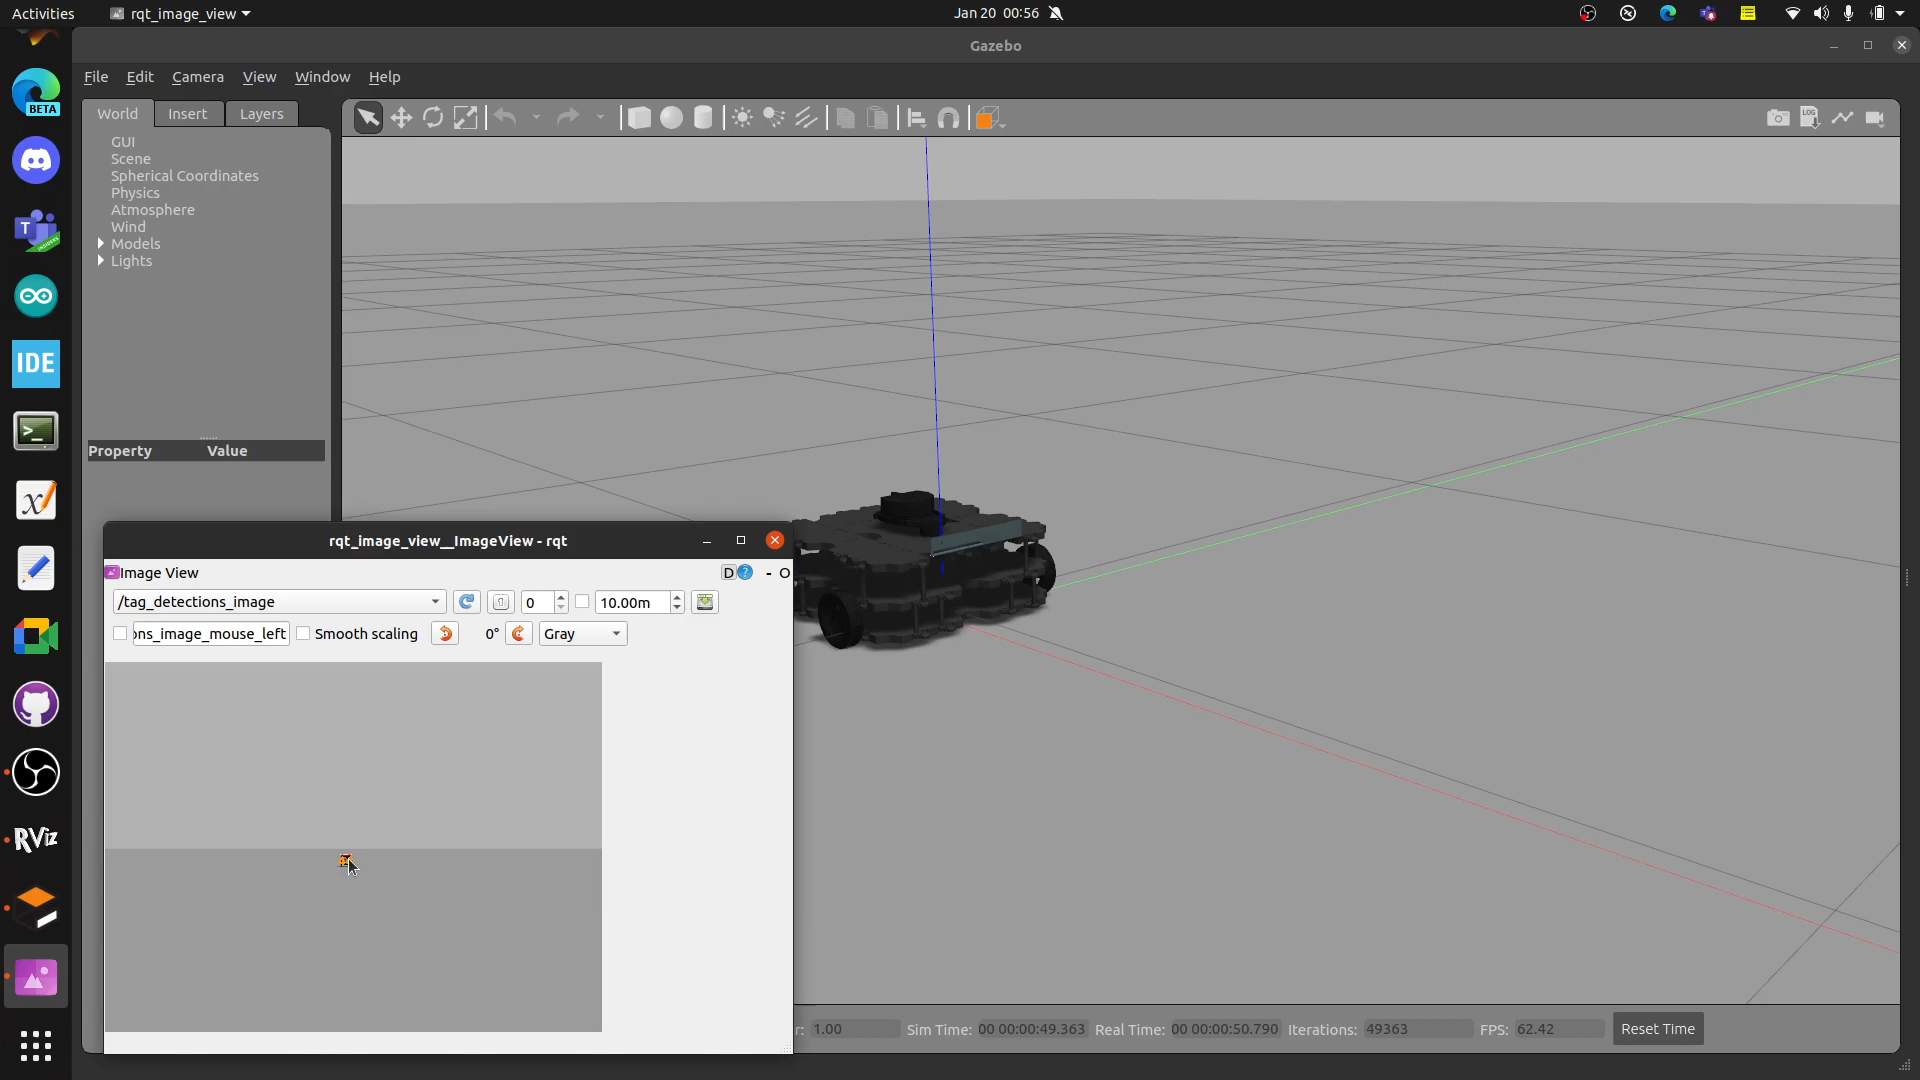 Activities
rqt_image_view
Jan 20 00:56
Gazebo
File Edit Camera View Window Help
World Insert Layers
LOG
GUI
Scene
Spherical Coordinates
Physics
Atmosphere
Wind
Models
Lights
Property Value
BETA
T
IDE
>_
X
RViz
rqt_image_view__ImageView - rqt
Image View
D ? - O
/tag_detections_image
0
10.00m
ons_image_mouse_left
Smooth scaling
0°
Gray
r: 1.00 Sim Time: 00 00:00:49.363 Real Time: 00 00:00:50.790 Iterations: 49363 FPS: 62.42 Reset Time